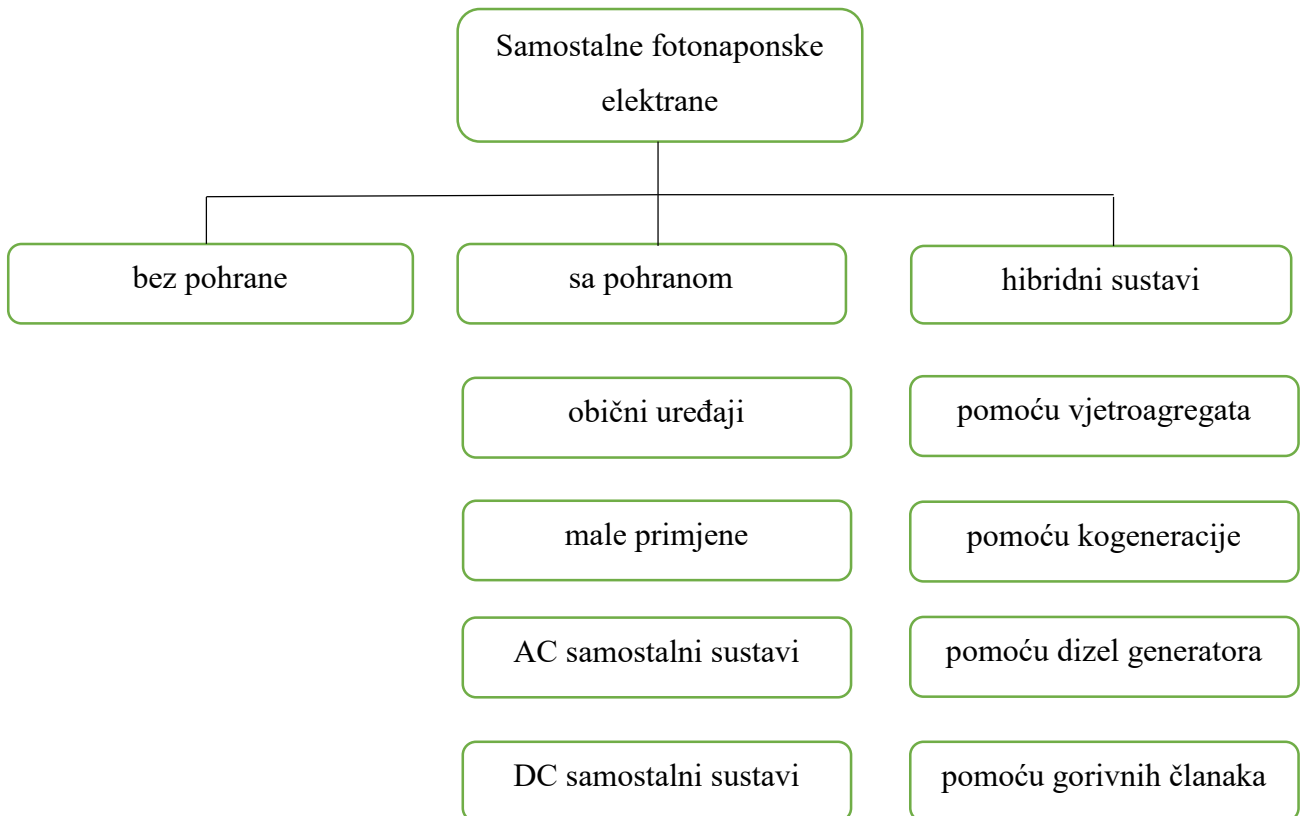 Samostalne fotonaponske
elektrane
bez pohrane
sa pohranom
hibridni sustavi
obični uređaji
pomoću vjetroagregata
male primjene
pomoću kogeneracije
AC samostalni sustavi
pomoću dizel generatora
DC samostalni sustavi
pomoću gorivnih članaka